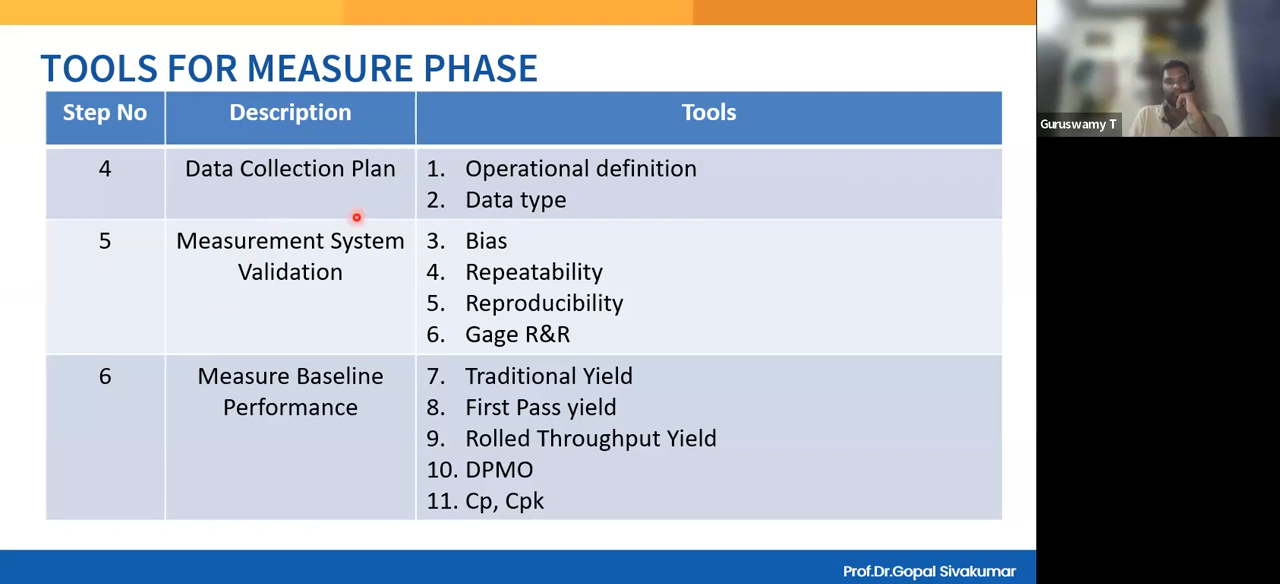 TOOLS FOR MEASURE PHASE
Step No Description Tools
4 Data Collection Plan 1. Operational definition
2. Data type
5 Measurement System Validation 3. Bias
4. Repeatability
5. Reproducibility
6. Gage R&R
6 Measure Baseline Performance 7. Traditional Yield
8. First Pass yield
9. Rolled Throughput Yield
10. DPMO
11. Cp, Cpk
Prof.Dr.Gopal Sivakumar
Guruswamy T